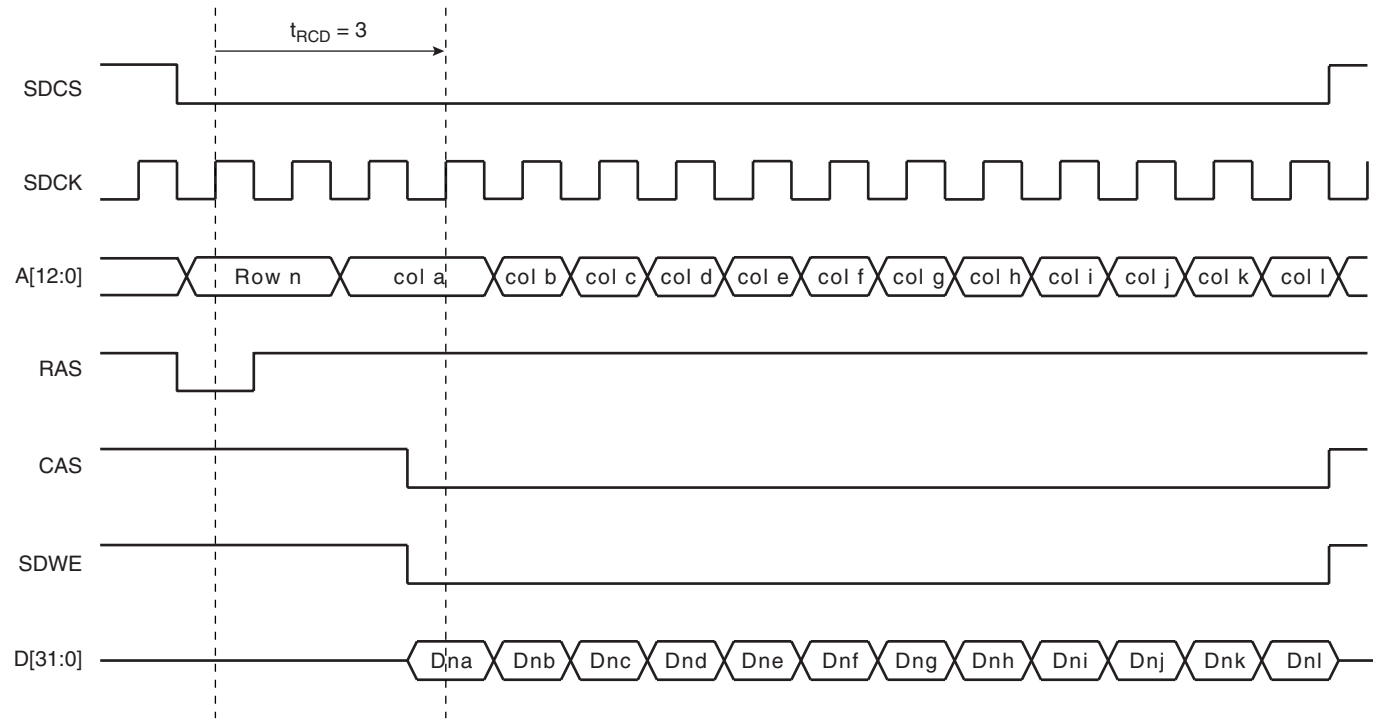 tRCD = 3
SDCS
SDCK
A[12:0] Row n col a col b col c col d col e col f col g col h col i col j col k col l
RAS
CAS
SDWE
D[31:0] Dna Dnb Dnc Dnd Dne Dnf Dng Dnh Dni Dnj Dnk Dnl